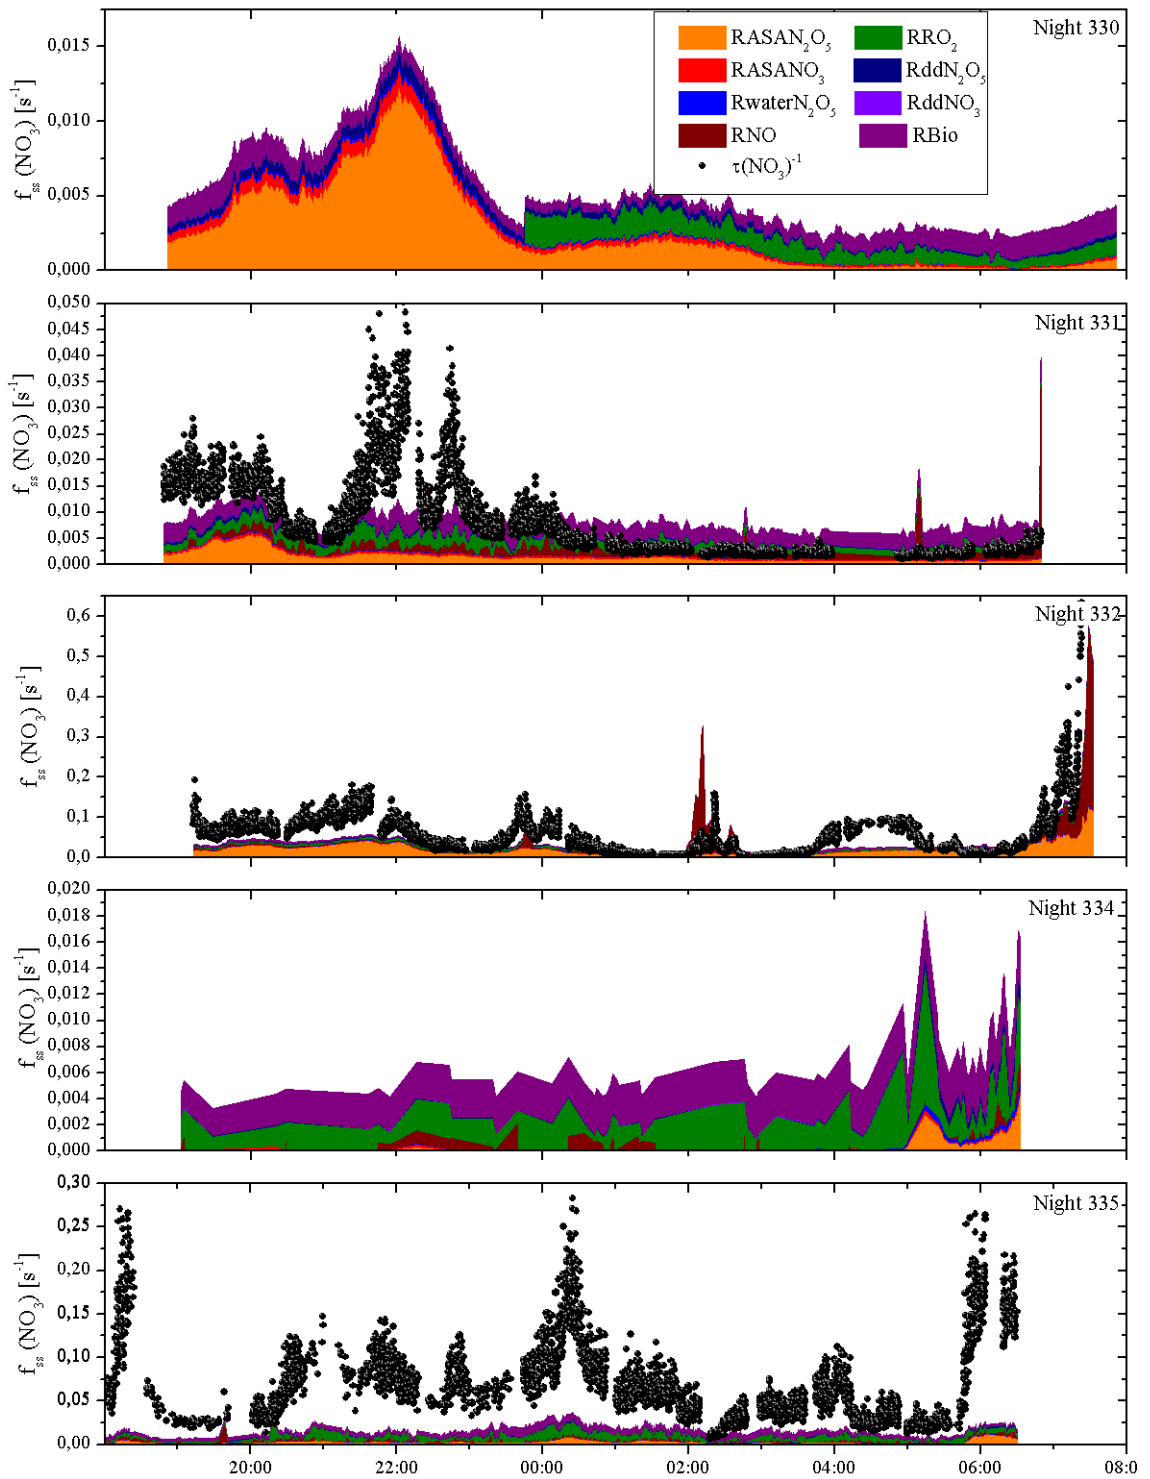 Night 330
RASAN₂O₅ RRO₂
RASANO₃ RddN₂O₅
RwaterN₂O₅ RddNO₃
RNO RBio
τ(NO₃)⁻¹
fss (NO₃) [s⁻¹]
0,015
0,010
0,005
0,000
Night 331
fss (NO₃) [s⁻¹]
0,050
0,045
0,040
0,035
0,030
0,025
0,020
0,015
0,010
0,005
0,000
Night 332
fss (NO₃) [s⁻¹]
0,6
0,5
0,4
0,3
0,2
0,1
0,0
Night 334
fss (NO₃) [s⁻¹]
0,020
0,018
0,016
0,014
0,012
0,010
0,008
0,006
0,004
0,002
0,000
Night 335
fss (NO₃) [s⁻¹]
0,30
0,25
0,20
0,15
0,10
0,05
0,00
20:00 22:00 00:00 02:00 04:00 06:00 08:0